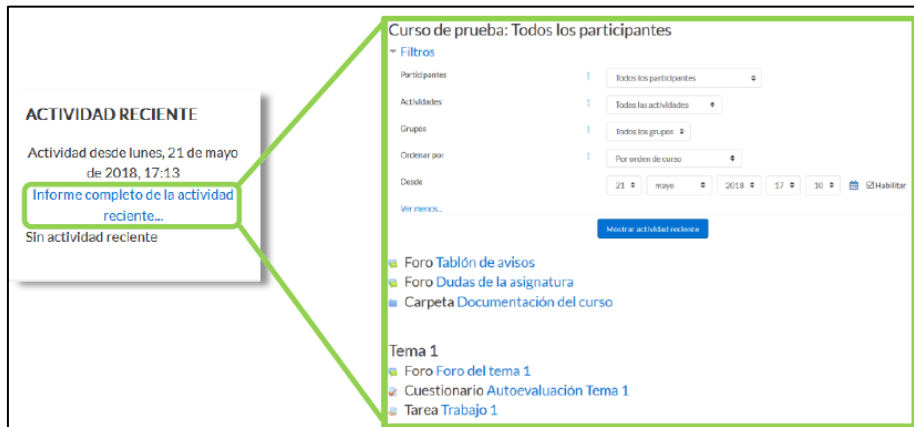 ACTIVIDAD RECIENTE
Actividad desde lunes, 21 de mayo
de 2018, 17:13
Informe completo de la actividad
reciente...
Sin actividad reciente
Curso de prueba: Todos los participantes
Filtros
Participantes Todos los participantes
Actividades Todas las actividades
Grupos Todos los grupos
Ordenar por Por orden de curso
Desde 21 mayo 2018 17 10 Habilitar
Ver menos...
Mostrar actividad reciente
Foro Tablón de avisos
Foro Dudas de la asignatura
Carpeta Documentación del curso
Tema 1
Foro Foro del tema 1
Cuestionario Autoevaluación Tema 1
Tarea Trabajo 1